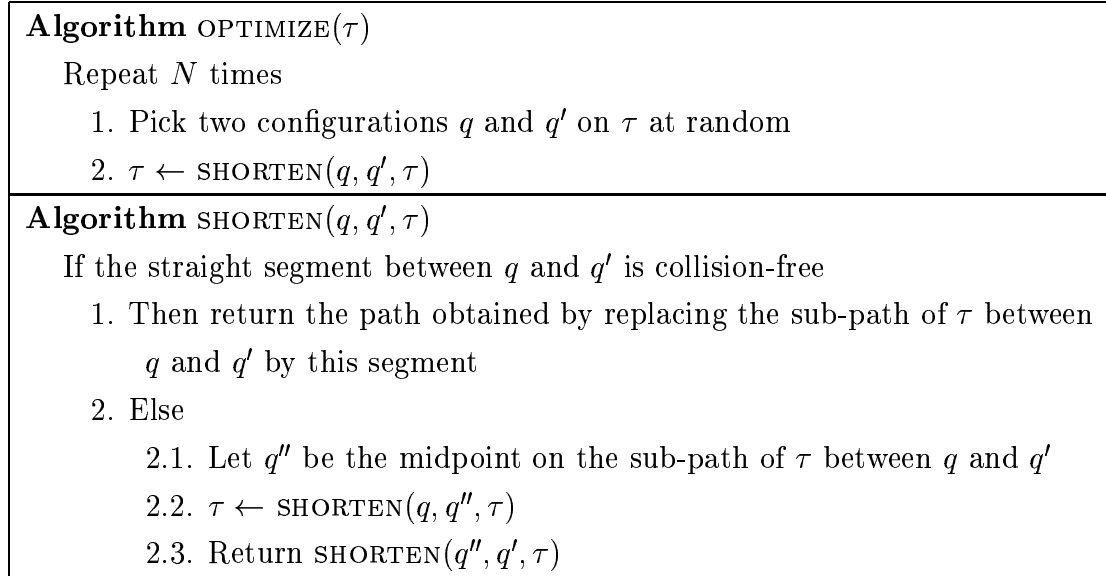 Algorithm OPTIMIZE(τ)
Repeat N times
1. Pick two configurations q and q′ on τ at random
2. τ ← SHORTEN(q, q′, τ)
Algorithm SHORTEN(q, q′, τ)
If the straight segment between q and q′ is collision-free
1. Then return the path obtained by replacing the sub-path of τ between
q and q′ by this segment
2. Else
2.1. Let q″ be the midpoint on the sub-path of τ between q and q′
2.2. τ ← SHORTEN(q, q″, τ)
2.3. Return SHORTEN(q″, q′, τ)